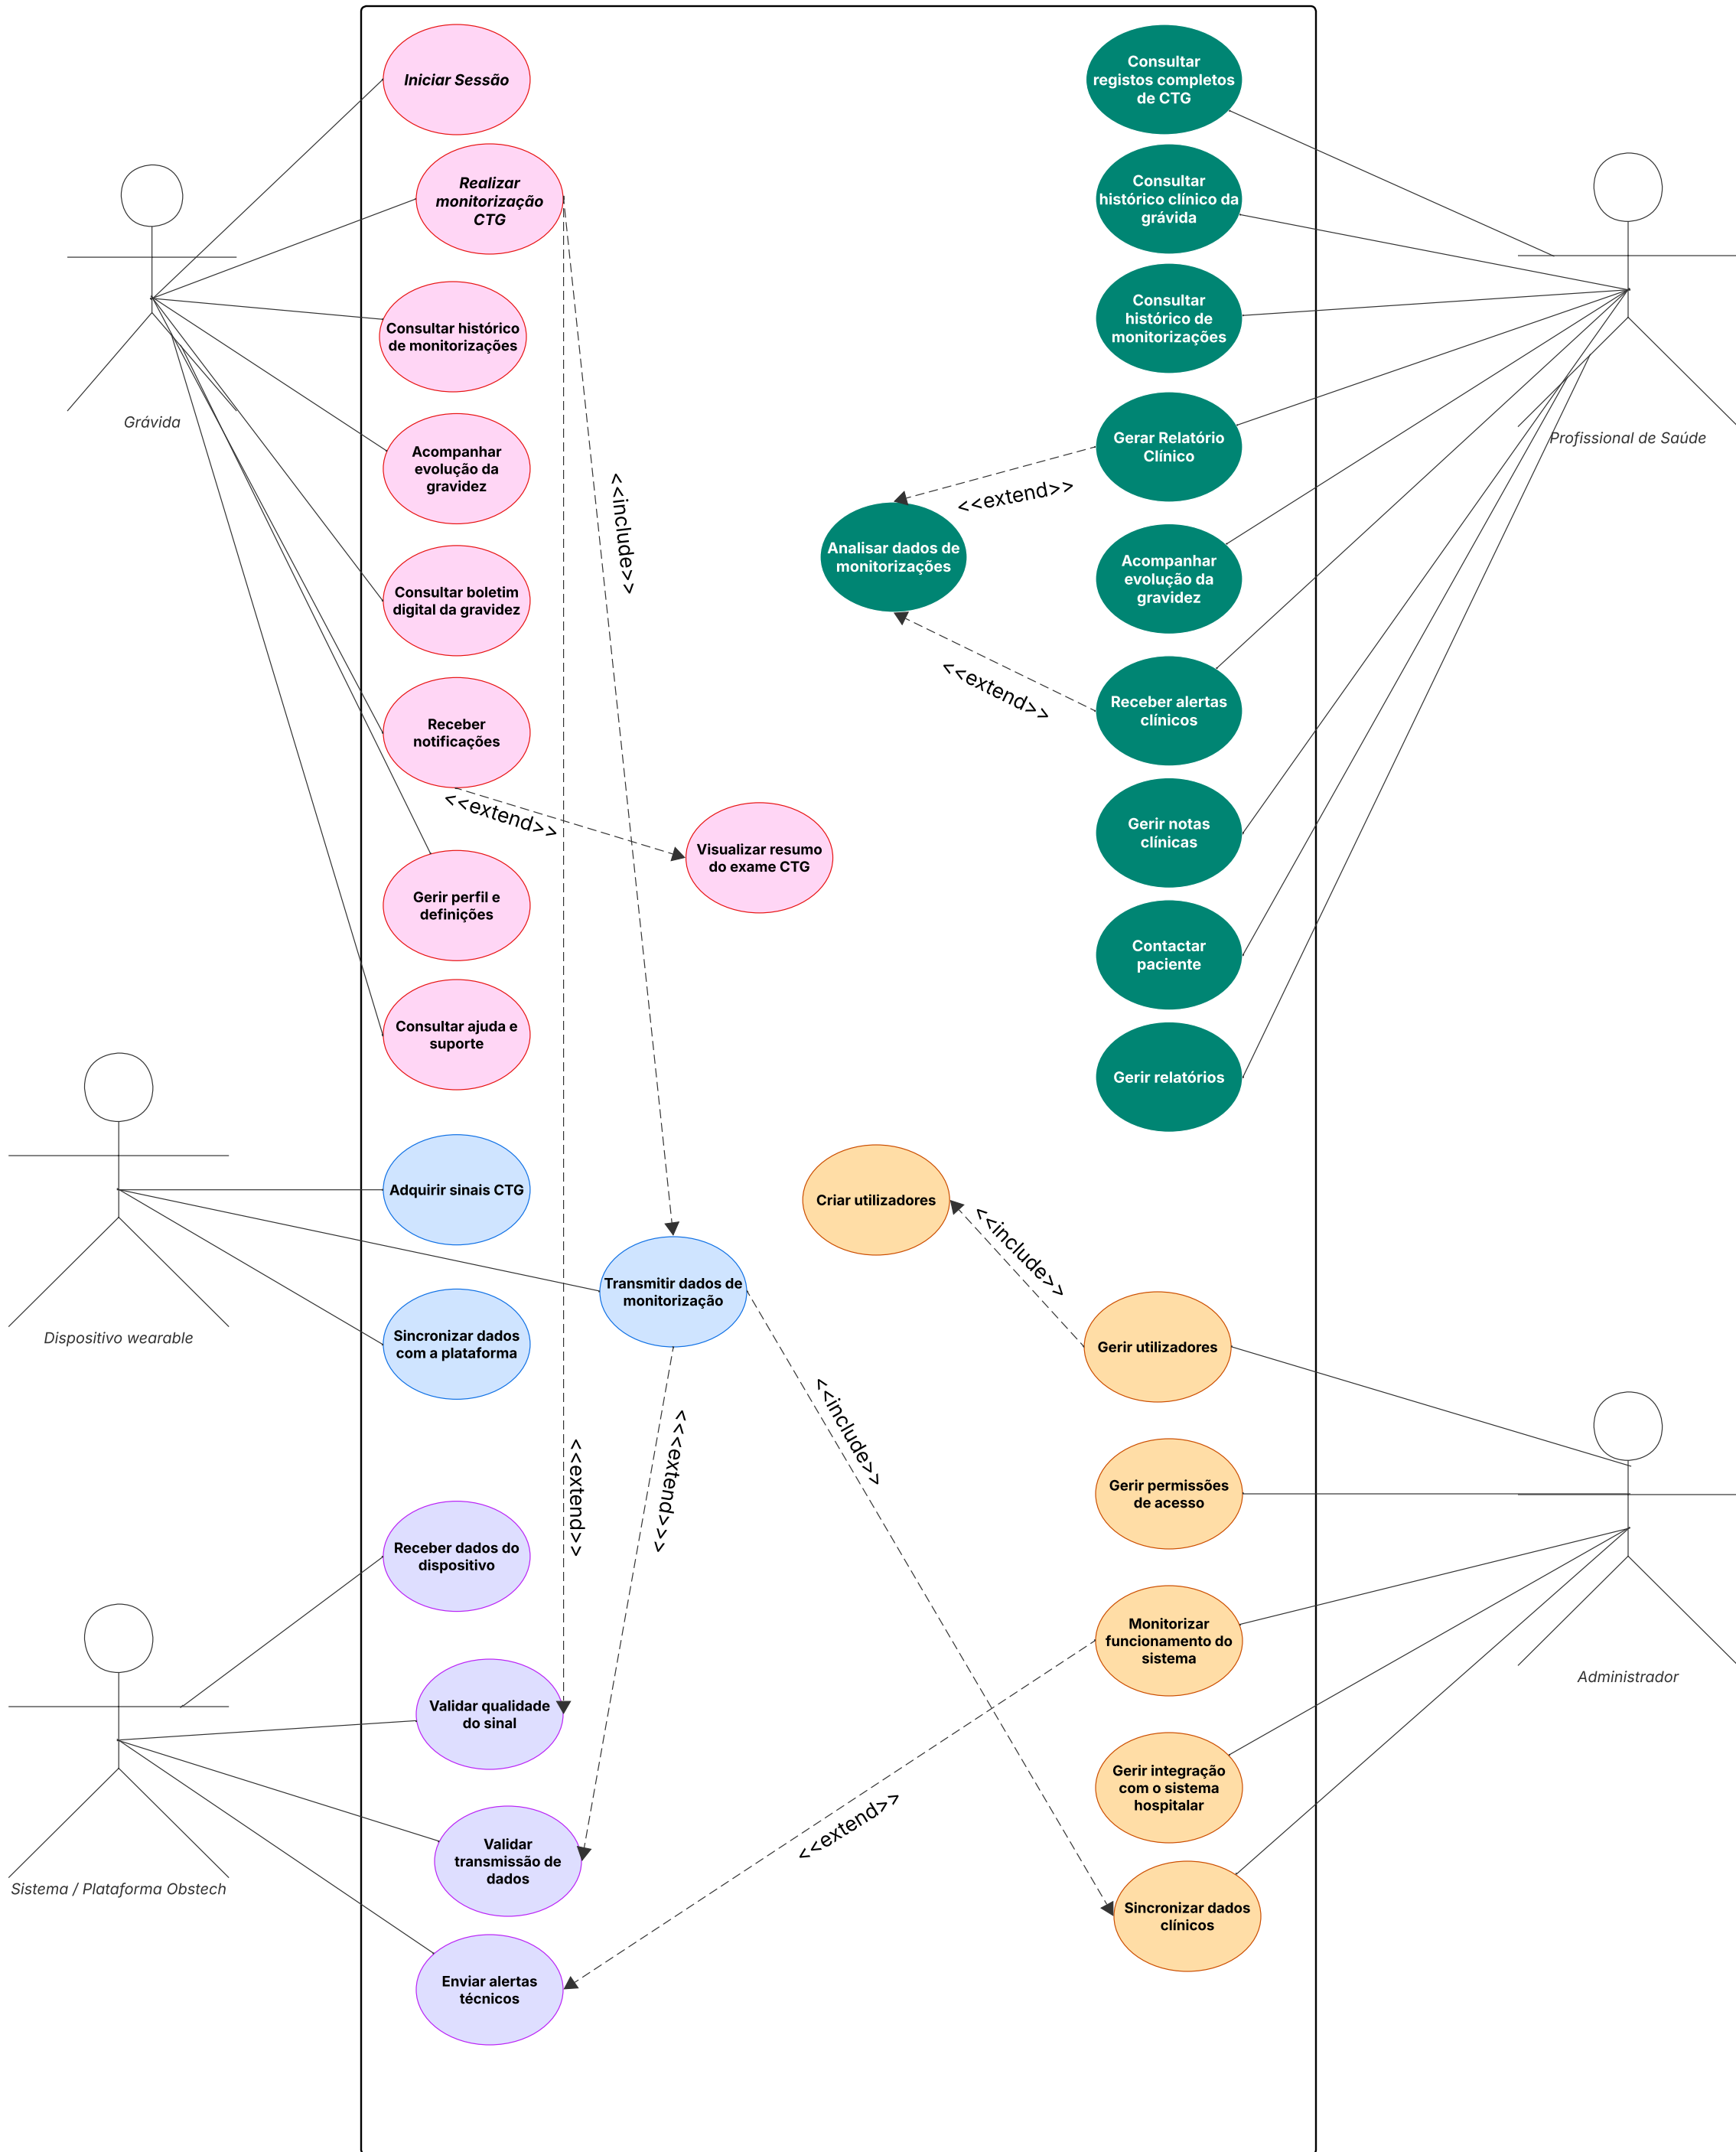 Iniciar Sessão
Realizar
monitorização
CTG
Consultar histórico
de monitorizações
Acompanhar
evolução da
gravidez
Consultar boletim
digital da gravidez
Receber
notificações
<<extend>>
Visualizar resumo
do exame CTG
Gerir perfil e
definições
Consultar ajuda e
suporte
Grávida
<<include>>
Consultar
registos completos
de CTG
Consultar
histórico clínico da
grávida
Consultar
histórico de
monitorizações
Gerar Relatório
Clínico
<<extend>>
Analisar dados de
monitorizações
Acompanhar
evolução da
gravidez
<<extend>>
Receber alertas
clínicos
Gerir notas
clínicas
Contactar
paciente
Gerir relatórios
Profissional de Saúde
Adquirir sinais CTG
Transmitir dados de
monitorização
Sincronizar dados
com a plataforma
Dispositivo wearable
Criar utilizadores
<<include>>
Gerir utilizadores
<<include>>
<<extend>>
<<<extend>>>
Gerir permissões
de acesso
Receber dados do
dispositivo
Monitorizar
funcionamento do
sistema
Administrador
Validar qualidade
do sinal
Gerir integração
com o sistema
hospitalar
<<extend>>
Validar
transmissão de
dados
Sistema / Plataforma Obstech
Sincronizar dados
clínicos
Enviar alertas
técnicos